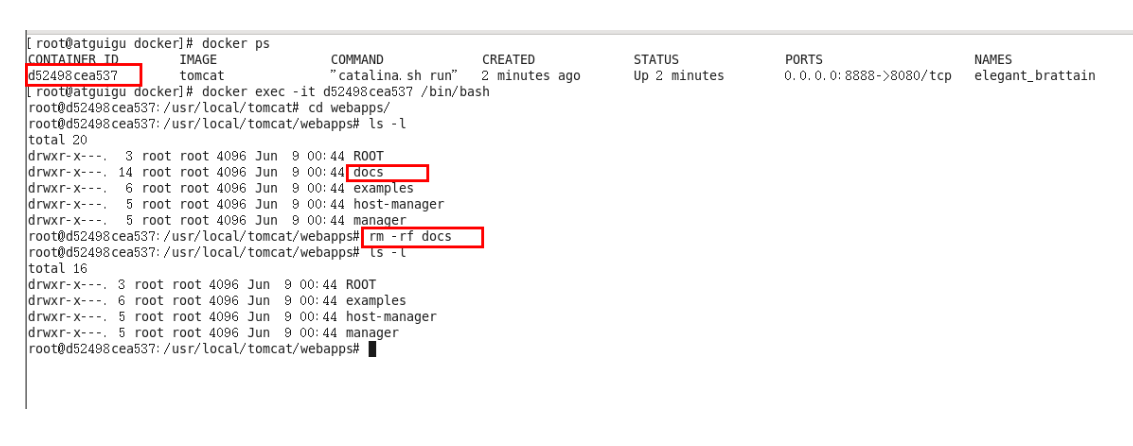 [root@atguigu docker]# docker ps
CONTAINER ID IMAGE COMMAND CREATED STATUS PORTS NAMES
d52498cea537 tomcat "catalina.sh run" 2 minutes ago Up 2 minutes 0.0.0.0:8888->8080/tcp elegant_brattain
[root@atguigu docker]# docker exec -it d52498cea537 /bin/bash
root@d52498cea537:/usr/local/tomcat# cd webapps/
root@d52498cea537:/usr/local/tomcat/webapps# ls -l
total 20
drwxr-x---. 3 root root 4096 Jun 9 00:44 ROOT
drwxr-x---. 14 root root 4096 Jun 9 00:44 docs
drwxr-x---. 6 root root 4096 Jun 9 00:44 examples
drwxr-x---. 5 root root 4096 Jun 9 00:44 host-manager
drwxr-x---. 5 root root 4096 Jun 9 00:44 manager
root@d52498cea537:/usr/local/tomcat/webapps# rm -rf docs
root@d52498cea537:/usr/local/tomcat/webapps# ls -l
total 16
drwxr-x---. 3 root root 4096 Jun 9 00:44 ROOT
drwxr-x---. 6 root root 4096 Jun 9 00:44 examples
drwxr-x---. 5 root root 4096 Jun 9 00:44 host-manager
drwxr-x---. 5 root root 4096 Jun 9 00:44 manager
root@d52498cea537:/usr/local/tomcat/webapps#